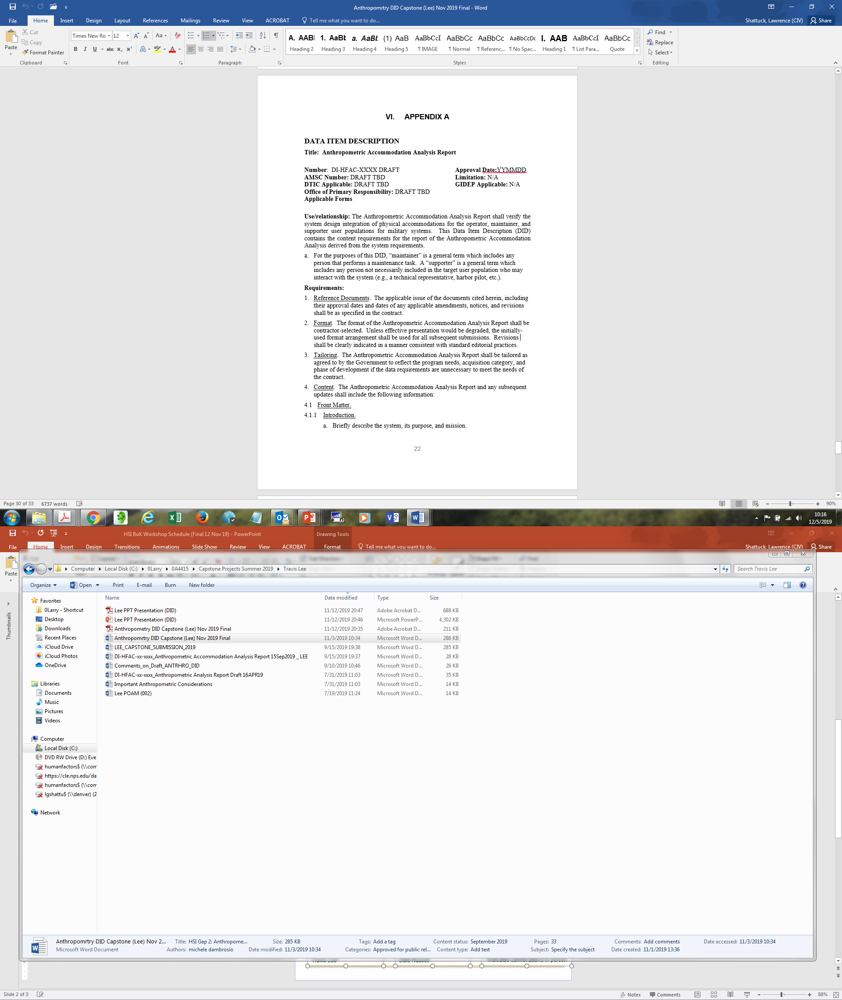 Anthropomrtry DID Capstone (Lee) Nov 2019 Final - Word
File Home Insert Design Layout References Mailings Review View ACROBAT Tell me what you want to do... Shattuck, Lawrence (CIV) Share
Paste Cut Copy Format Painter
Times New Ro 12
A. AABI 1. AaBb a. AaBb (1) AaB AaBbCcI AaBbCc AaBbCc AaBbCcDc I. AAB AaBbCcI AaBbCc
Heading 2 Heading 3 Heading 4 Heading 5 ¶ IMAGE ¶ Normal ¶ Referenc... ¶ No Spac... Heading 1 ¶ List Para... Quote
Find Replace Select
Clipboard Font Paragraph Styles Editing
VI. APPENDIX A
DATA ITEM DESCRIPTION
Title: Anthropometric Accommodation Analysis Report
Number: DI-HFAC-XXXX DRAFT Approval Date:YYMMDD
AMSC Number: DRAFT TBD Limitation: N/A
DTIC Applicable: DRAFT TBD GIDEP Applicable: N/A
Office of Primary Responsibility: DRAFT TBD
Applicable Forms
Use/relationship: The Anthropometric Accommodation Analysis Report shall verify the
system design integration of physical accommodations for the operator, maintainer, and
supporter user populations for military systems. This Data Item Description (DID)
contains the content requirements for the report of the Anthropometric Accommodation
Analysis derived from the system requirements.
a. For the purposes of this DID, “maintainer” is a general term which includes any
person that performs a maintenance task. A “supporter” is a general term which
includes any person not necessarily included in the target user population who may
interact with the system (e.g., a technical representative, harbor pilot, etc.).
Requirements:
1. Reference Documents. The applicable issue of the documents cited herein, including
their approval dates and dates of any applicable amendments, notices, and revisions
shall be as specified in the contract.
2. Format. The format of the Anthropometric Accommodation Analysis Report shall be
contractor-selected. Unless effective presentation would be degraded, the initially-
used format arrangement shall be used for all subsequent submissions. Revisions
shall be clearly indicated in a manner consistent with standard editorial practices.
3. Tailoring. The Anthropometric Accommodation Analysis Report shall be tailored as
agreed to by the Government to reflect the program needs, acquisition category, and
phase of development if the data requirements are unnecessary to meet the needs of
the contract.
4. Content. The Anthropometric Accommodation Analysis Report and any subsequent
updates shall include the following information:
4.1 Front Matter.
4.1.1 Introduction.
a. Briefly describe the system, its purpose, and mission.
22
Page 30 of 33 6737 words 90%
10:16
12/5/2019
HSI BoK Workshop Schedule (Final 12 Nov 19) - PowerPoint Drawing Tools
File Home Insert Design Transitions Animations Slide Show Review View ACROBAT Format Tell me what you want to do... Shattuck, Lawrence (CIV) Share
Paste
Thumbnails
Computer Local Disk (C:) 0Larry 0A4415 Capstone Projects Summer 2019 Travis Lee Search Travis Lee
Organize Open Print E-mail Burn New folder
Favorites
0Larry - Shortcut
Desktop
Downloads
Recent Places
iCloud Drive
iCloud Photos
OneDrive
Libraries
Documents
Music
Pictures
Videos
Computer
Local Disk (C:)
DVD RW Drive (D:) Eve
humanfactors$ (\\com
https://cle.nps.edu/da
humanfactors$ (\\com
lgshattu$ (\\denver) (Z
Network
Name Date modified Type Size
Lee PPT Presentation (DID) 11/12/2019 20:47 Adobe Acrobat D... 688 KB
Lee PPT Presentation (DID) 11/12/2019 20:46 Microsoft PowerP... 4,302 KB
Anthropometry DID Capstone (Lee) Nov 2019 Final 11/12/2019 20:35 Adobe Acrobat D... 211 KB
Anthropomrtry DID Capstone (Lee) Nov 2019 Final 11/3/2019 10:34 Microsoft Word D... 286 KB
LEE_CAPSTONE_SUBMISSION_2019 9/15/2019 19:38 Microsoft Word D... 285 KB
DI-HFAC-xx-xxxx_Anthropometric Accommodation Analysis Report 15Sep2019 _ LEE 9/15/2019 19:37 Microsoft Word D... 28 KB
Comments_on_Draft_ANTRHRO_DID 9/10/2019 10:46 Microsoft Word D... 26 KB
DI-HFAC-xx-xxxx_Anthropometric Analysis Report Draft 16APR19 7/31/2019 11:03 Microsoft Word D... 35 KB
Important Anthropometric Considerations 7/31/2019 11:03 Microsoft Word D... 14 KB
Lee POAM (002) 7/19/2019 11:24 Microsoft Word D... 14 KB
Anthropomrtry DID Capstone (Lee) Nov 2... Title: HSI Gap 2: Anthropome... Size: 285 KB Tags: Add a tag Content status: September 2019 Pages: 33 Comments: Add comments Date accessed: 11/3/2019 10:34
Microsoft Word Document Authors: michele dambrosio Date modified: 11/3/2019 10:34 Categories: Approved for public rel... Content type: Add text Subject: Specify the subject Date created: 11/1/2019 13:36
Slide 2 of 3 Notes Comments 88%